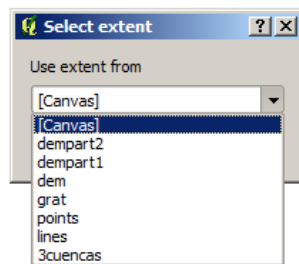 Select extent
Use extent from
[Canvas]
[Canvas]
dempart2
dempart1
dem
grat
points
lines
3cuencas